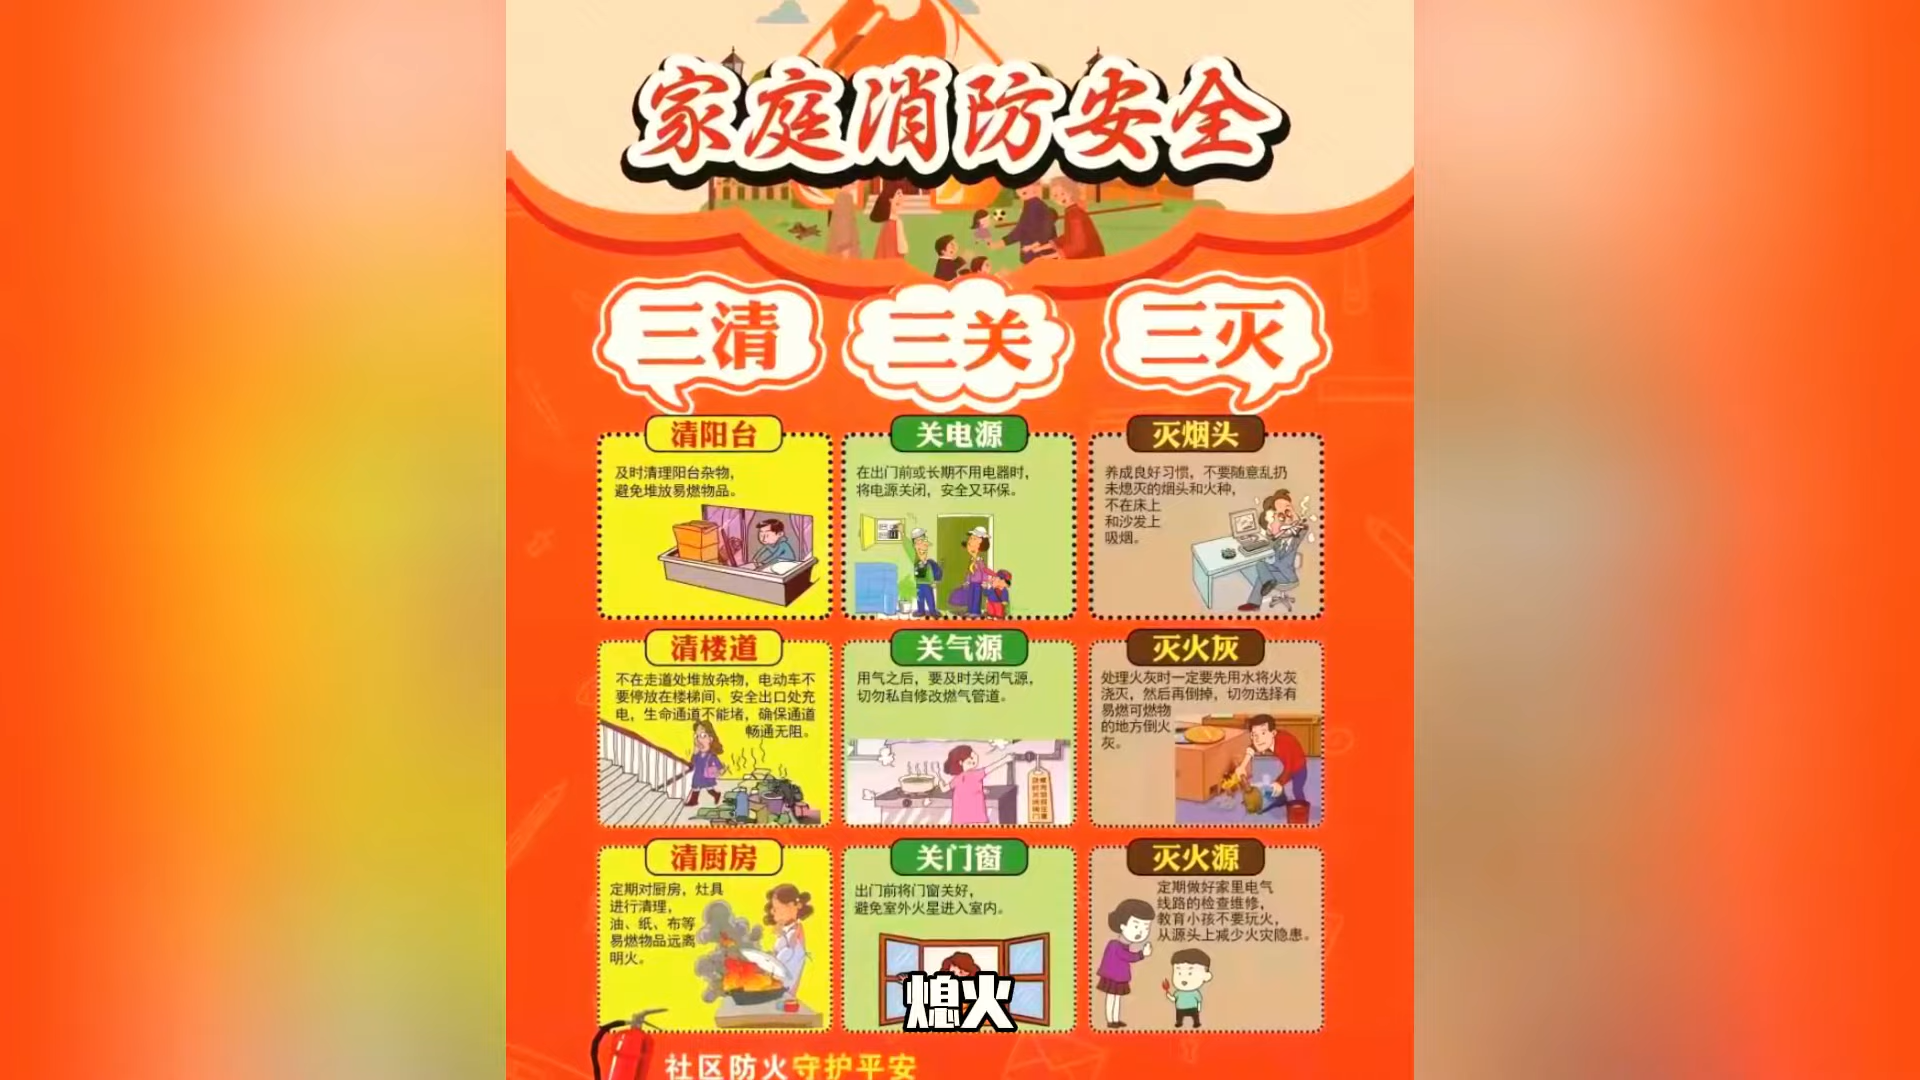 家庭消防安全
三清
三关
三灭
清阳台
及时清理阳台杂物，
避免堆放易燃物品。
关电源
在出门前或长期不用电器时，
将电源关闭，安全又环保。
灭烟头
养成良好习惯，不要随意乱扔
未熄灭的烟头和火种，
不在床上
和沙发上
吸烟。
清楼道
不在走道处堆放杂物，电动车不
要停放在楼梯间、安全出口处充
电，生命通道不能堵，确保通道
畅通无阻。
关气源
用气之后，要及时关闭气源，
切勿私自修改燃气管道。
灭火灰
处理火灰时一定要先用水将火灰
浇灭，然后再倒掉，切勿选择有
易燃可燃物
的地方倒火
灰。
清厨房
定期对厨房，灶具
进行清理，
油、纸、布等
易燃物品远离
明火。
关门窗
出门前将门窗关好，
避免室外火星进入室内。
灭火源
定期做好家里电气
线路的检查维修，
教育小孩不要玩火，
从源头上减少火灾隐患。
熄火
社区防火守护平安